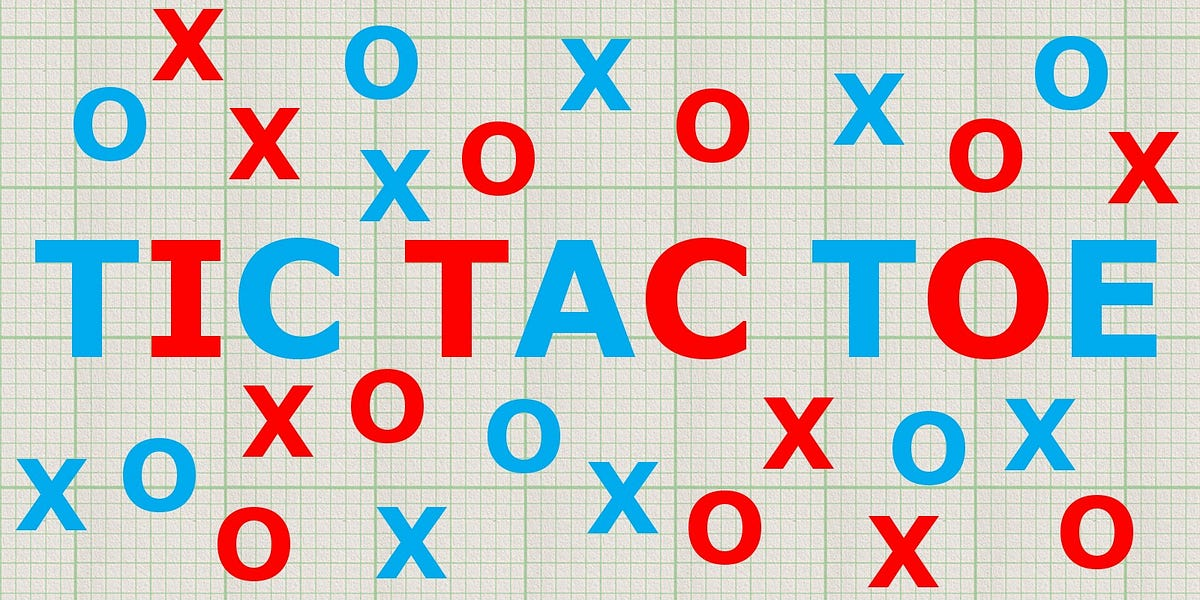 X O X O
O X O O X O X
X
TIC TAC TOE
X O O X O X
X O X
O X O X O